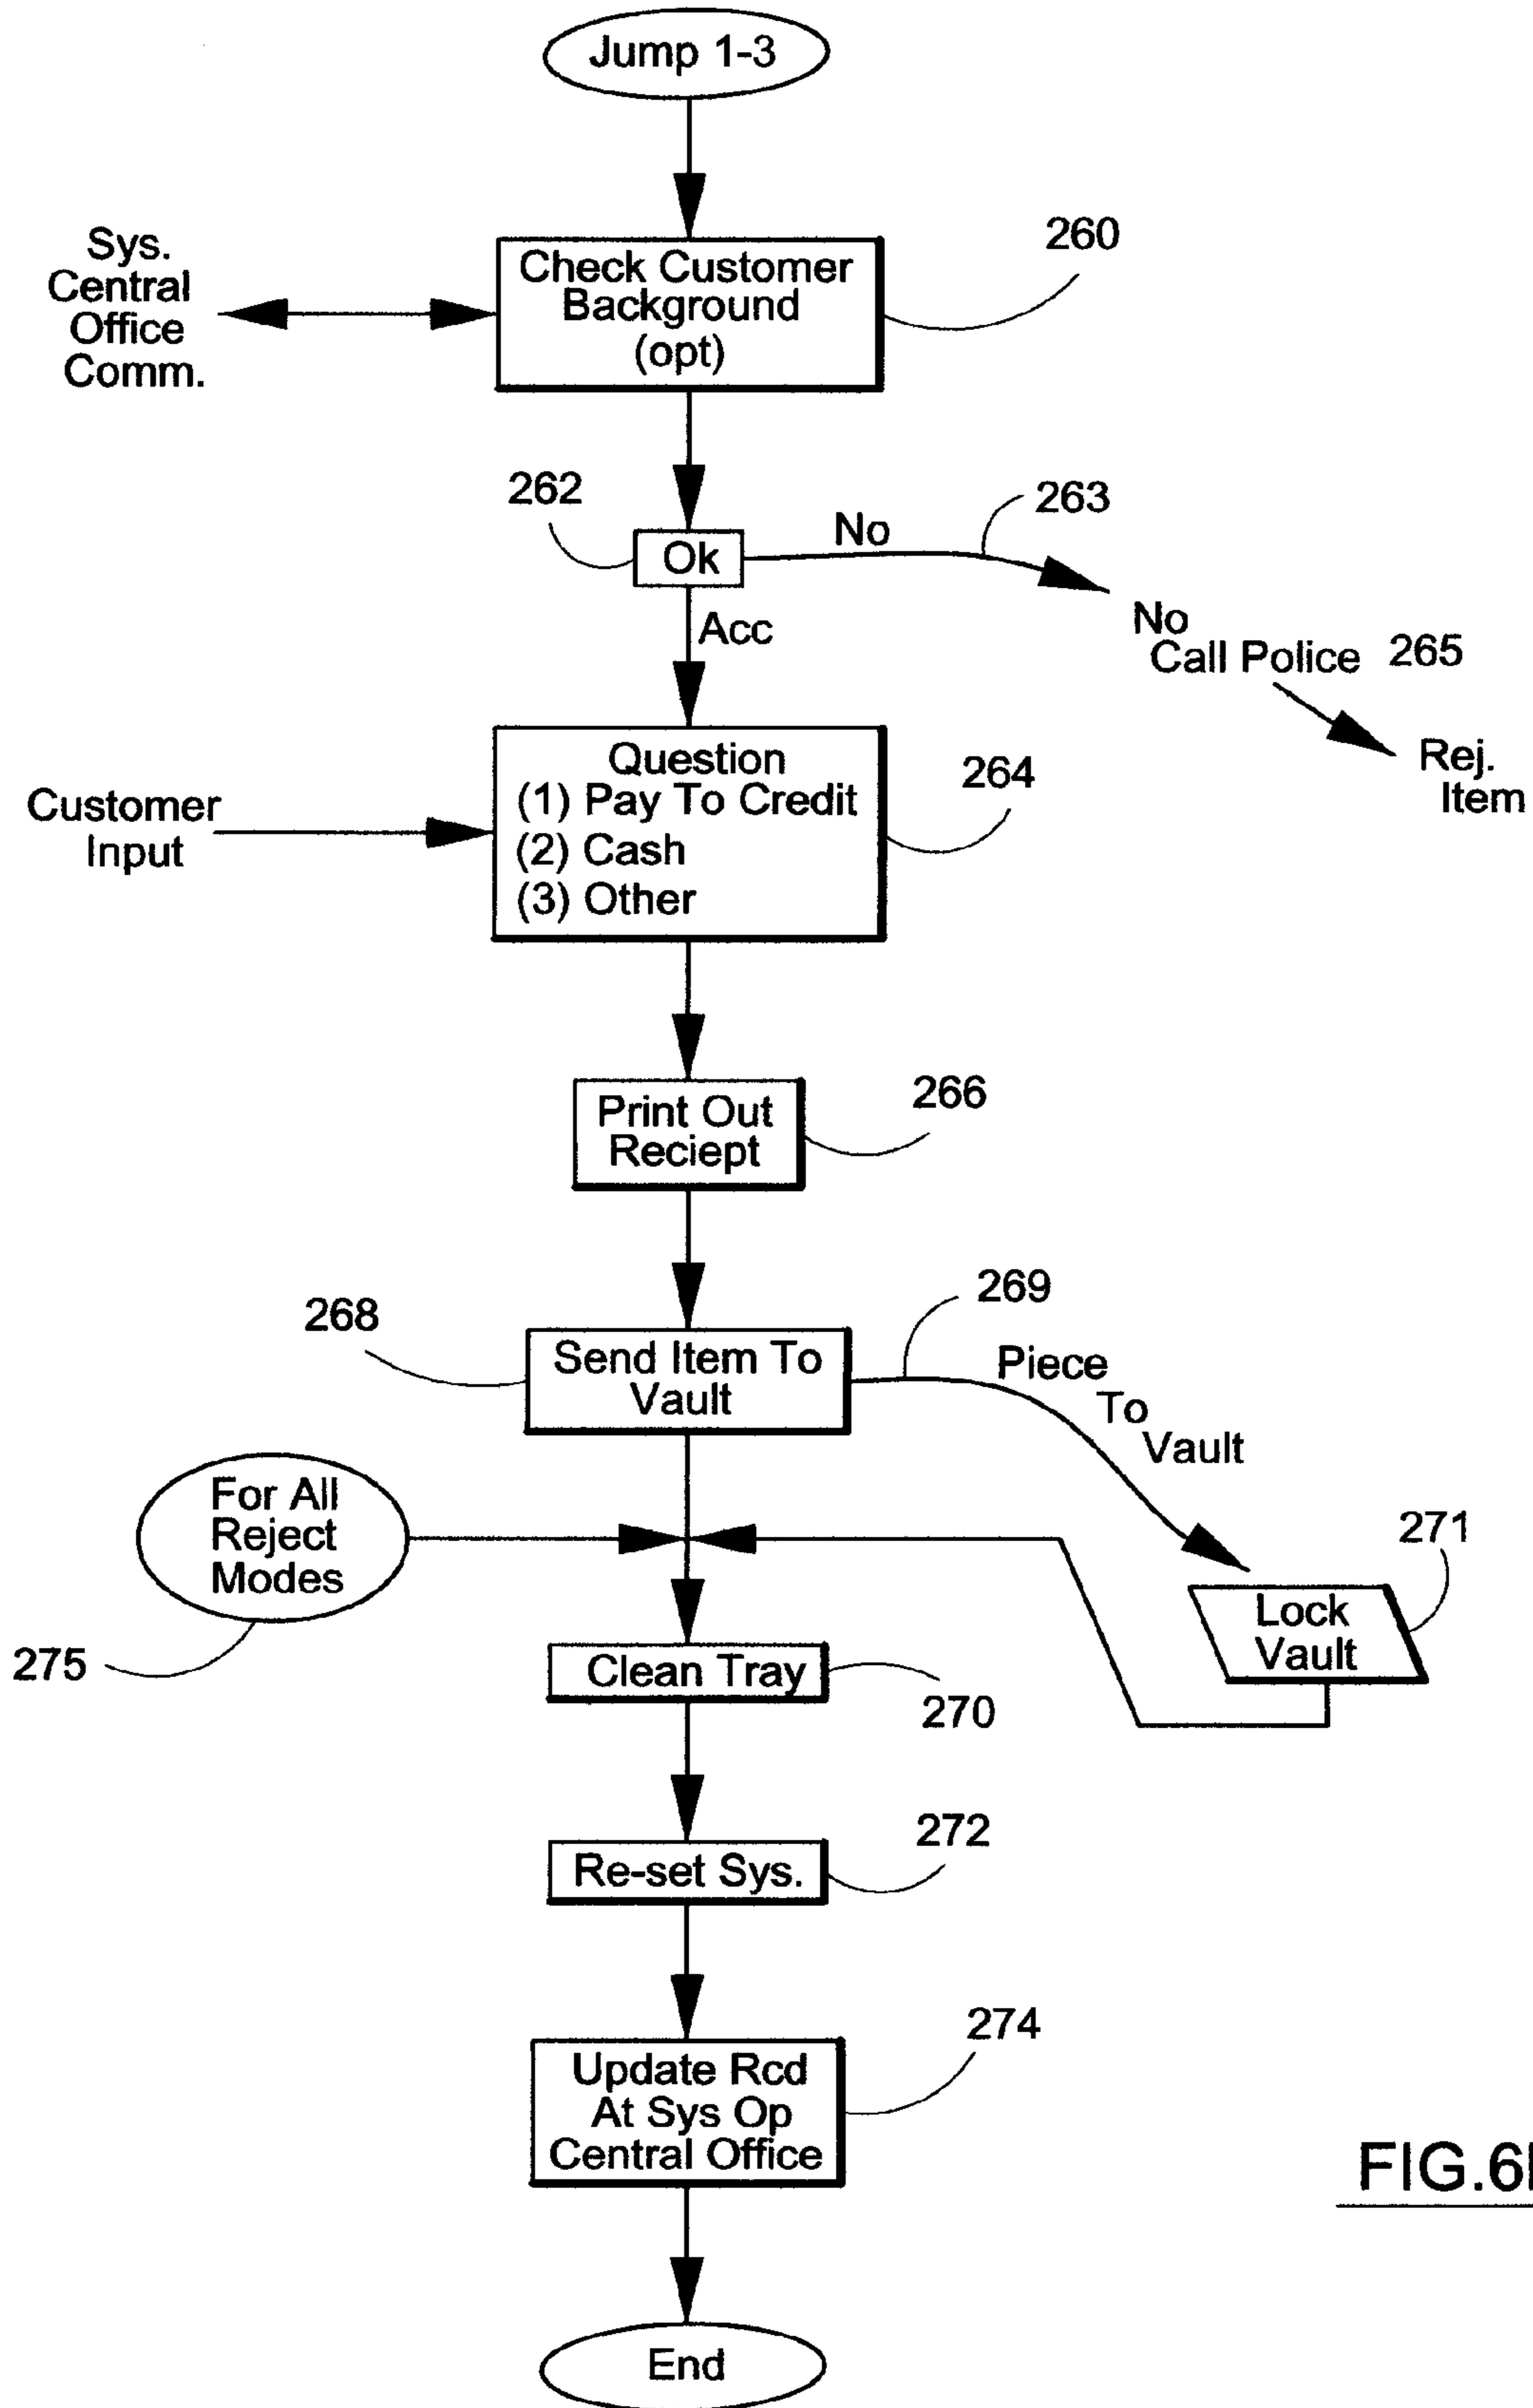 Jump 1-3
Sys.
Central
Office
Comm.
Check Customer
Background
(opt)
260
262
Ok
No
263
Acc
No
Call Police 265
Rej.
Item
Customer
Input
Question
(1) Pay To Credit
(2) Cash
(3) Other
264
Print Out
Reciept
266
268
Send Item To
Vault
269
Piece
To
Vault
For All
Reject
Modes
275
271
Lock
Vault
Clean Tray
270
Re-set Sys.
272
Update Rcd
At Sys Op
Central Office
274
FIG.6
End